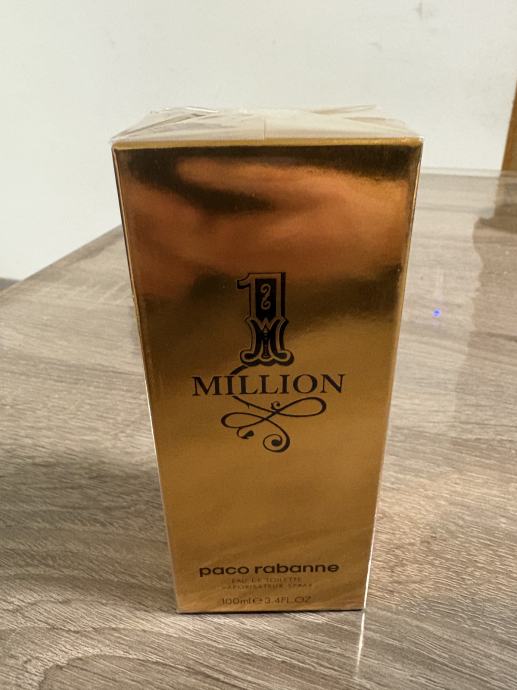 1
MILLION
paco rabanne
EAU DE TOILETTE
VAPORISATEUR SPRAY
100ml ℮ 3.4FL.OZ